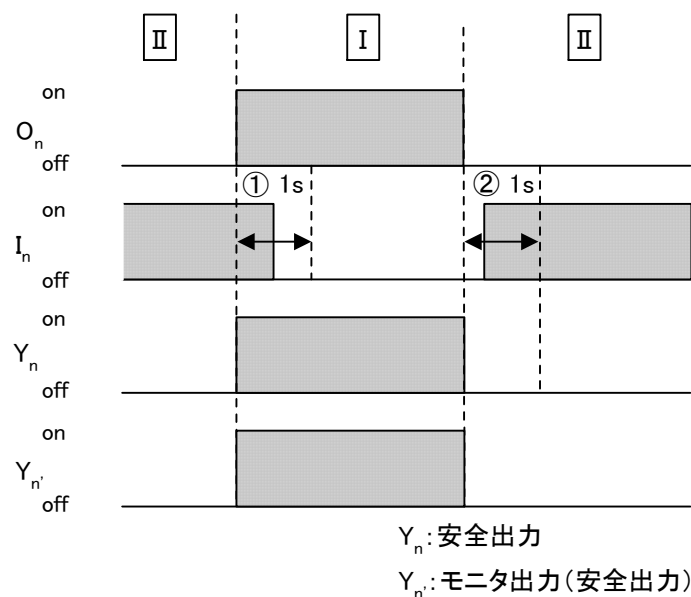 Ⅱ Ⅰ Ⅱ
on
On
off
① 1s ② 1s
on
In
off
on
Yn
off
on
Yn'
off
Yn:安全出力
Yn':モニタ出力(安全出力)